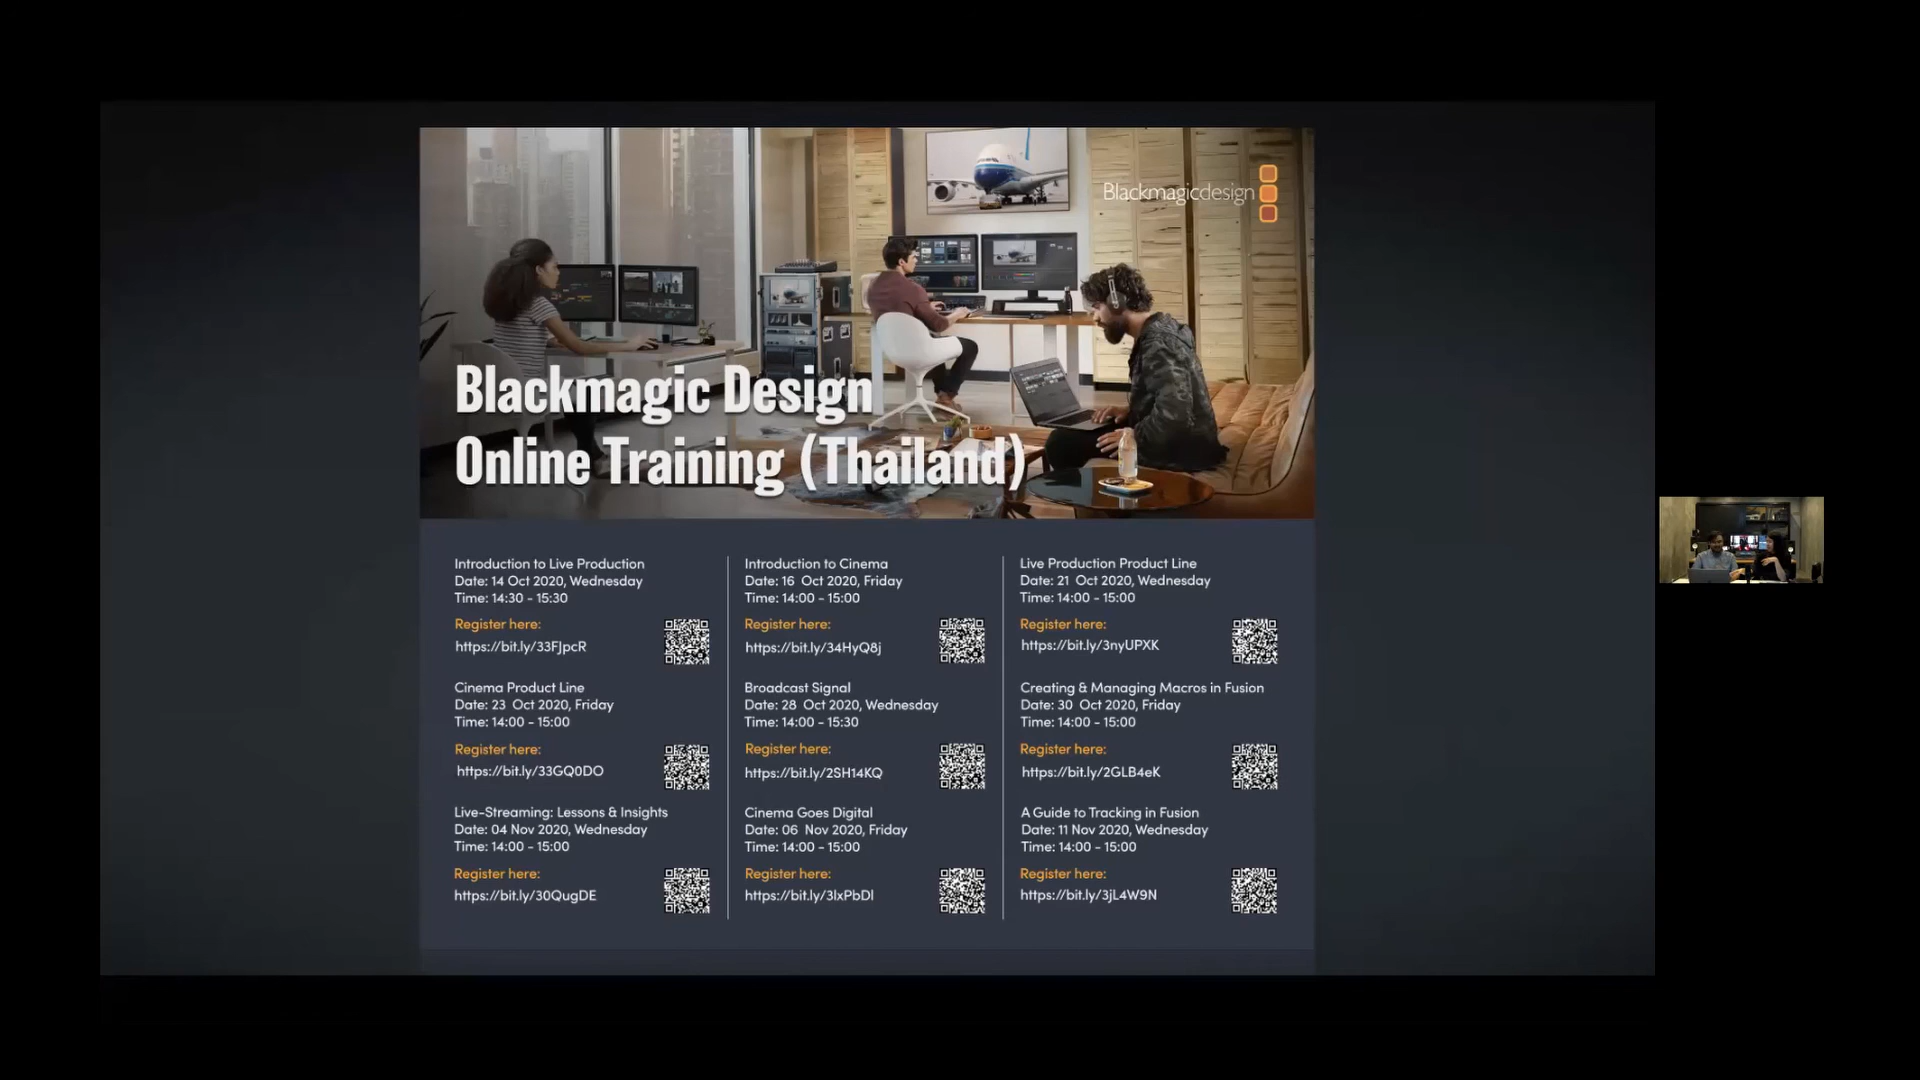 Blackmagicdesign
Blackmagic Design
Online Training (Thailand)
Introduction to Live Production
Date: 14 Oct 2020, Wednesday
Time: 14:30 - 15:30
Register here:
https://bit.ly/33FJpcR
Introduction to Cinema
Date: 16 Oct 2020, Friday
Time: 14:00 - 15:00
Register here:
https://bit.ly/34HyQ8j
Live Production Product Line
Date: 21 Oct 2020, Wednesday
Time: 14:00 - 15:00
Register here:
https://bit.ly/3nyUPXK
Cinema Product Line
Date: 23 Oct 2020, Friday
Time: 14:00 - 15:00
Register here:
https://bit.ly/33GQ0DO
Broadcast Signal
Date: 28 Oct 2020, Wednesday
Time: 14:00 - 15:30
Register here:
https://bit.ly/2SH14KQ
Creating & Managing Macros in Fusion
Date: 30 Oct 2020, Friday
Time: 14:00 - 15:00
Register here:
https://bit.ly/2GLB4eK
Live-Streaming: Lessons & Insights
Date: 04 Nov 2020, Wednesday
Time: 14:00 - 15:00
Register here:
https://bit.ly/30QugDE
Cinema Goes Digital
Date: 06 Nov 2020, Friday
Time: 14:00 - 15:00
Register here:
https://bit.ly/3lxPbDl
A Guide to Tracking in Fusion
Date: 11 Nov 2020, Wednesday
Time: 14:00 - 15:00
Register here:
https://bit.ly/3jL4W9N